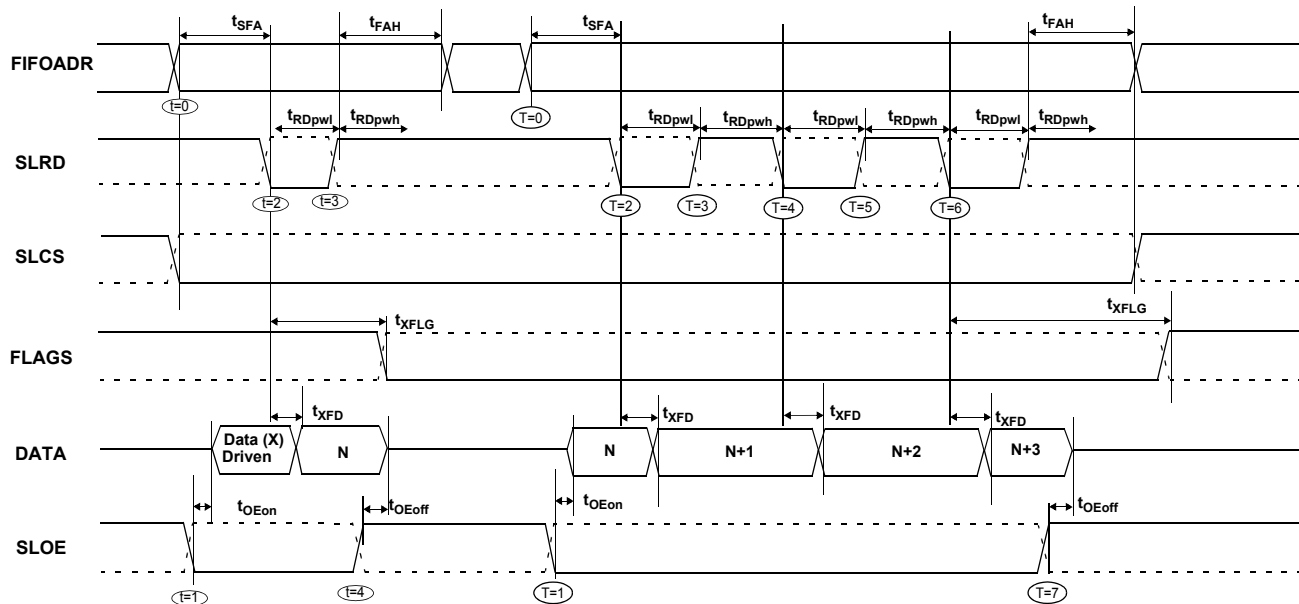 tSFA tFAH tSFA tFAH
FIFOADR
t=0 T=0
tRDpwl tRDpwh tRDpwl tRDpwh tRDpwl tRDpwh tRDpwl tRDpwh
SLRD
t=2 t=3 T=2 T=3 T=4 T=5 T=6
SLCS
tXFLG tXFLG
FLAGS
tXFD tXFD tXFD tXFD
DATA Data (X) Driven N N N+1 N+2 N+3
tOEon tOEoff tOEon tOEoff
SLOE
t=1 t=4 T=1 T=7